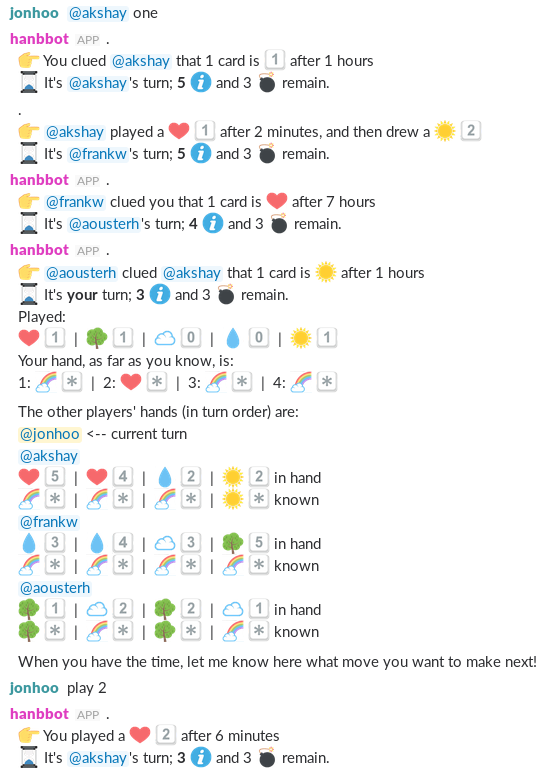 jonhoo @akshay one
hanbbot APP .
You clued @akshay that 1 card is 1 after 1 hours
It's @akshay's turn; 5 i and 3 remain.
.
@akshay played a 1 after 2 minutes, and then drew a 2
It's @frankw's turn; 5 i and 3 remain.
hanbbot APP .
@frankw clued you that 1 card is after 7 hours
It's @aousterh's turn; 4 i and 3 remain.
hanbbot APP .
@aousterh clued @akshay that 1 card is after 1 hours
It's your turn; 3 i and 3 remain.
Played:
1 | 1 | 0 | 0 | 1
Your hand, as far as you know, is:
1: * | 2: * | 3: * | 4: *
The other players' hands (in turn order) are:
@jonhoo <-- current turn
@akshay
5 | 4 | 2 | 2 in hand
* | * | * | * known
@frankw
3 | 4 | 3 | 5 in hand
* | * | * | * known
@aousterh
1 | 2 | 2 | 1 in hand
* | * | * | * known
When you have the time, let me know here what move you want to make next!
jonhoo play 2
hanbbot APP .
You played a 2 after 6 minutes
It's @akshay's turn; 3 i and 3 remain.